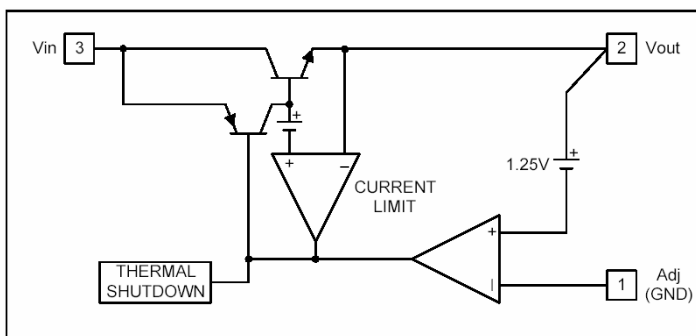 Vin 3
2 Vout
+
+ –
1.25V +
CURRENT
LIMIT
+
–
THERMAL
SHUTDOWN
1 Adj
(GND)